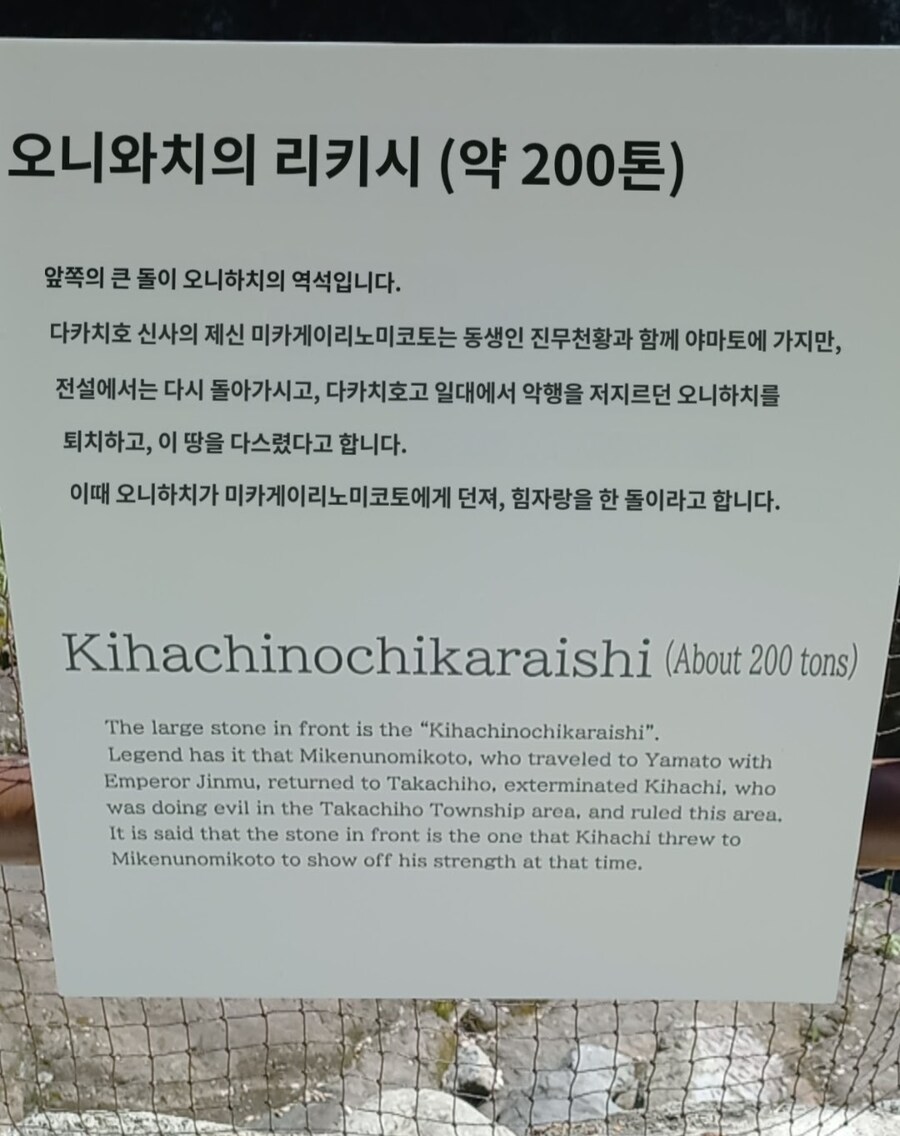 오니와치의 리키시 (약 200톤)
앞쪽의 큰 돌이 오니하치의 역석입니다.
다카치호 신사의 제신 미카게이리노미코토는 동생인 진무천황과 함께 야마토에 가지만,
전설에서는 다시 돌아가시고, 다카치호고 일대에서 악행을 저지르던 오니하치를
퇴치하고, 이 땅을 다스렸다고 합니다.
이때 오니하치가 미카게이리노미코토에게 던져, 힘자랑을 한 돌이라고 합니다.
Kihachinochikaraishi (About 200 tons)
The large stone in front is the “Kihachinochikaraishi”.
Legend has it that Mikenunomikoto, who traveled to Yamato with
Emperor Jinmu, returned to Takachiho, exterminated Kihachi, who
was doing evil in the Takachiho Township area, and ruled this area.
It is said that the stone in front is the one that Kihachi threw to
Mikenunomikoto to show off his strength at that time.